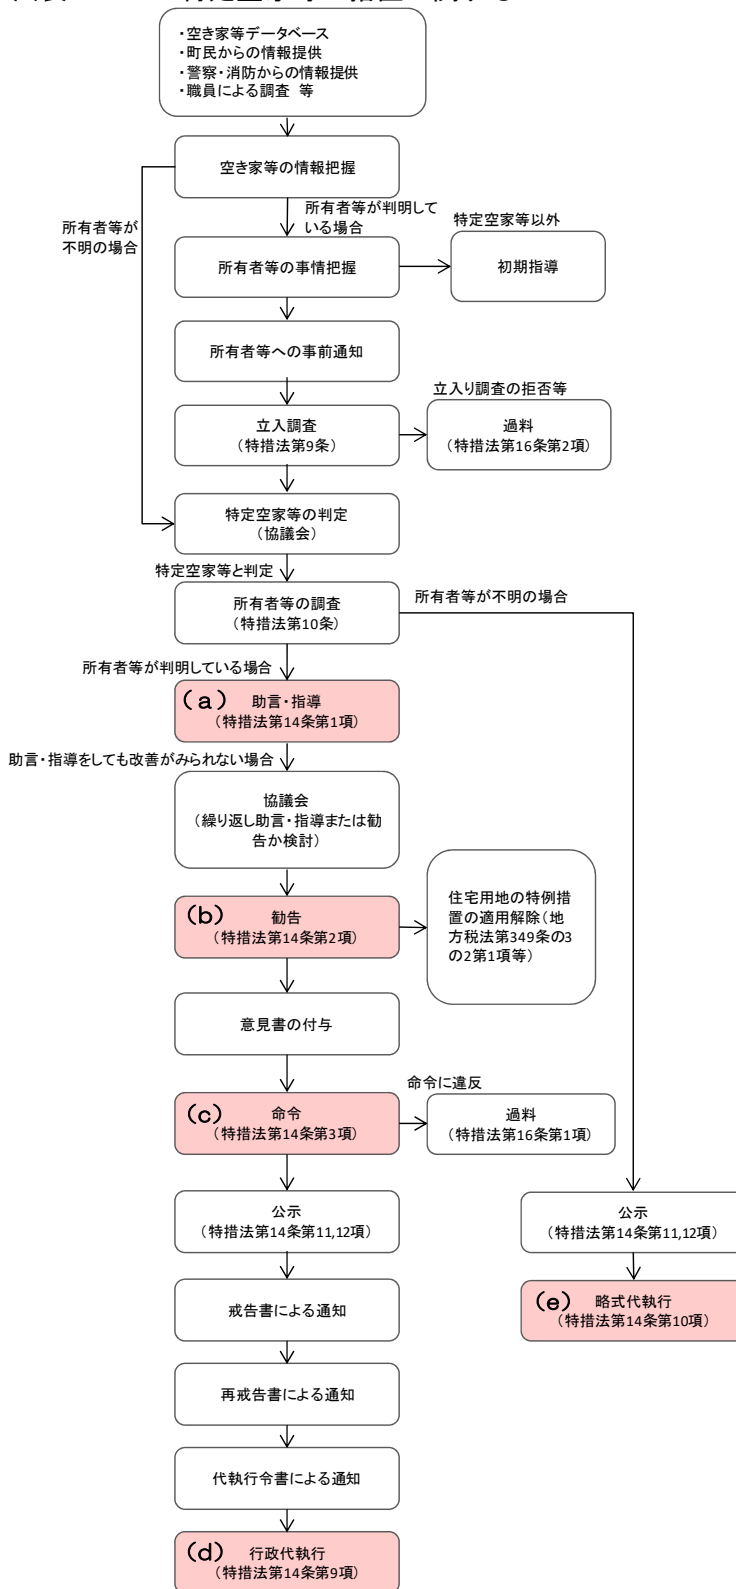 ・空き家等データベース
・町民からの情報提供
・警察・消防からの情報提供
・職員による調査　等
空き家等の情報把握
所有者等が
不明の場合
所有者等が判明して
いる場合
特定空家等以外
所有者等の事情把握
初期指導
所有者等への事前通知
立入り調査の拒否等
立入調査
（特措法第9条）
過料
（特措法第16条第2項）
特定空家等の判定
（協議会）
特定空家等と判定
所有者等の調査
（特措法第10条）
所有者等が不明の場合
所有者等が判明している場合
（a）　助言・指導
（特措法第14条第1項）
助言・指導をしても改善がみられない場合
協議会
（繰り返し助言・指導または勧
告か検討）
（b）　勧告
（特措法第14条第2項）
住宅用地の特例措
置の適用解除（地
方税法第349条の3
の2第1項等）
意見書の付与
命令に違反
（c）　命令
（特措法第14条第3項）
過料
（特措法第16条第1項）
公示
（特措法第14条第11,12項）
公示
（特措法第14条第11,12項）
戒告書による通知
（e）　略式代執行
（特措法第14条第10項）
再戒告書による通知
代執行令書による通知
（d）　行政代執行
（特措法第14条第9項）